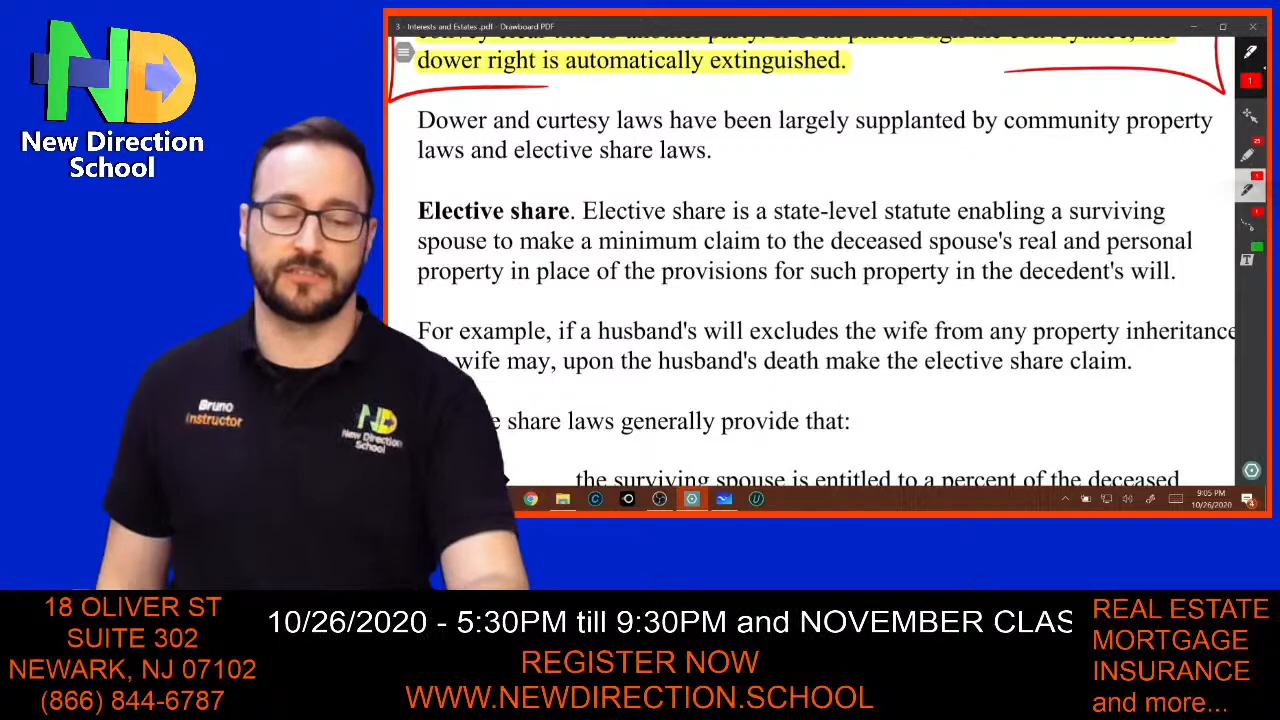 3 - Interests and Estates .pdf - Drawboard PDF
dower right is automatically extinguished.
Dower and curtesy laws have been largely supplanted by community property
laws and elective share laws.
Elective share. Elective share is a state-level statute enabling a surviving
spouse to make a minimum claim to the deceased spouse's real and personal
property in place of the provisions for such property in the decedent's will.
For example, if a husband's will excludes the wife from any property inheritance
wife may, upon the husband's death make the elective share claim.
share laws generally provide that:
the surviving spouse is entitled to a percent of the deceased
9:05 PM
10/26/2020
ND
New Direction
School
Bruno
Instructor
ND
New Direction
School
18 OLIVER ST
SUITE 302
NEWARK, NJ 07102
(866) 844-6787
10/26/2020 - 5:30PM till 9:30PM and NOVEMBER CLAS
REGISTER NOW
WWW.NEWDIRECTION.SCHOOL
REAL ESTATE
MORTGAGE
INSURANCE
and more...